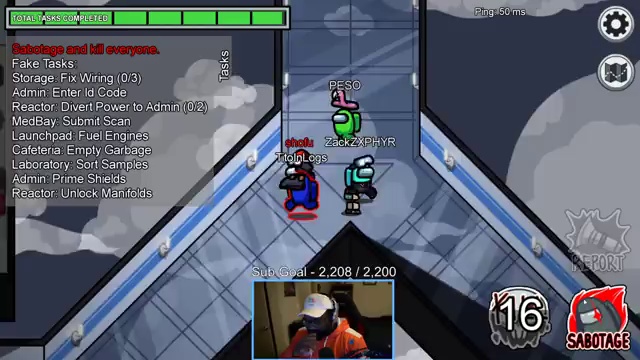 TOTAL TASKS COMPLETED
Ping: 50 ms
Sabotage and kill everyone.
Fake Tasks:
Storage: Fix Wiring (0/3)
Admin: Enter Id Code
Reactor: Divert Power to Admin (0/2)
MedBay: Submit Scan
Launchpad: Fuel Engines
Cafeteria: Empty Garbage
Laboratory: Sort Samples
Admin: Prime Shields
Reactor: Unlock Manifolds
Tasks
PESO
shofu
ZackZXPHYR
TitoInLogs
REPORT
Sub Goal - 2,208 / 2,200
16
SABOTAGE